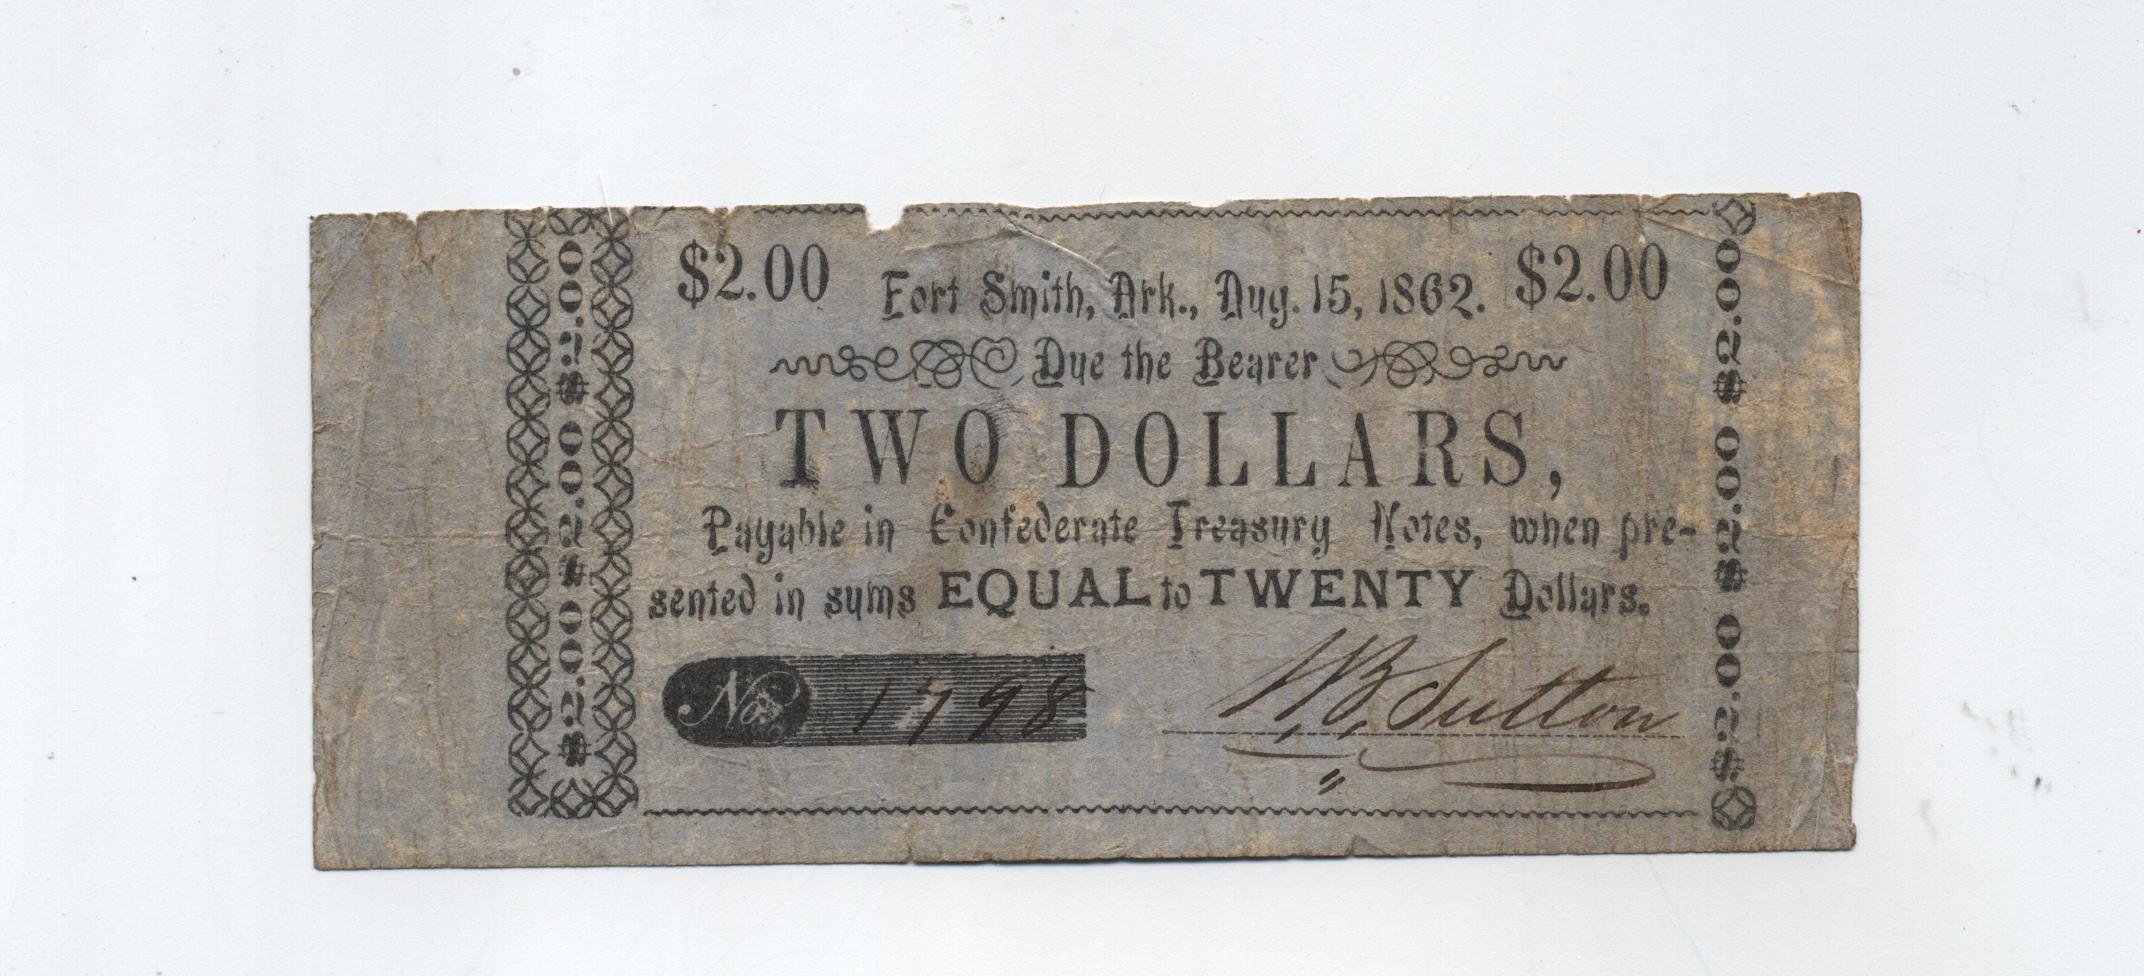 $2.00 Fort Smith, Ark., Aug. 15, 1862. $2.00
Due the Bearer
TWO DOLLARS,
Payable in Confederate Treasury Notes, when pre-
sented in sums EQUAL to TWENTY Dollars.
No. 1798
W. B. Sutton
$2.00 $2.00 $2.00
$2.00 $2.00 $2.00